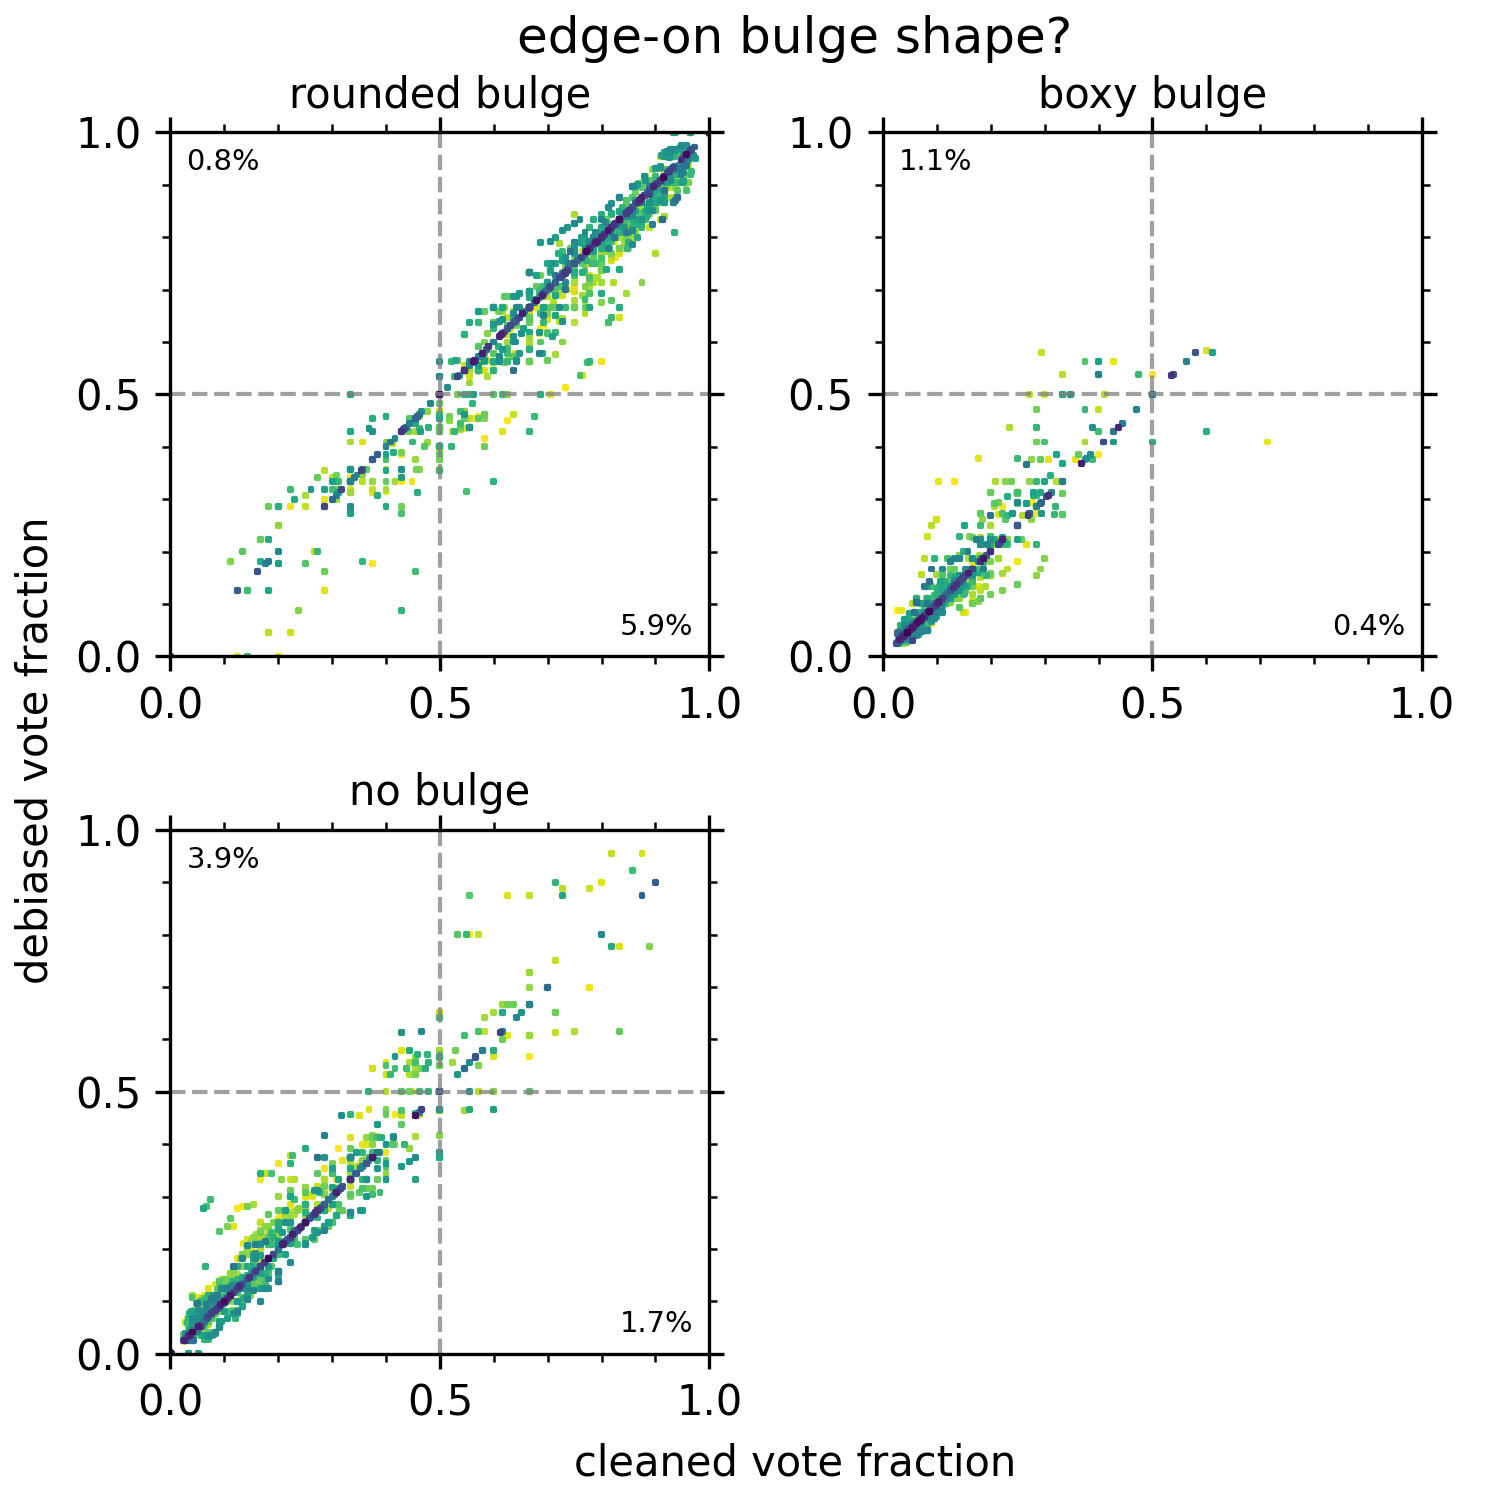 edge-on bulge shape?
rounded bulge
1.0
0.8%
0.5
5.9%
0.0
0.0 0.5 1.0
boxy bulge
1.0
1.1%
0.5
0.4%
0.0
0.0 0.5 1.0
debiased vote fraction
no bulge
1.0
3.9%
0.5
1.7%
0.0
0.0 0.5 1.0
cleaned vote fraction